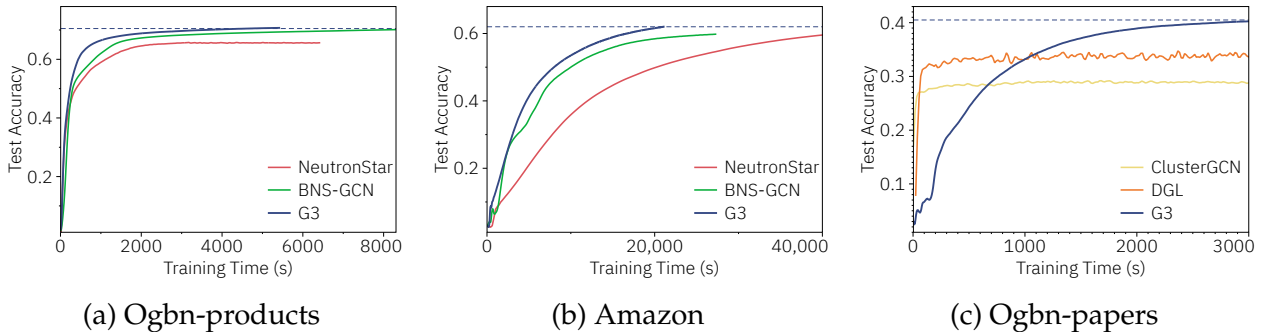 Test Accuracy
0.6
0.4
0.2
0
2000
4000
6000
8000
Training Time (s)
NeutronStar
BNS-GCN
G3
(a) Ogbn-products
Test Accuracy
0.6
0.4
0.2
0
20,000
40,000
Training Time (s)
NeutronStar
BNS-GCN
G3
(b) Amazon
Test Accuracy
0.4
0.3
0.2
0.1
0
1000
2000
3000
Training Time (s)
ClusterGCN
DGL
G3
(c) Ogbn-papers